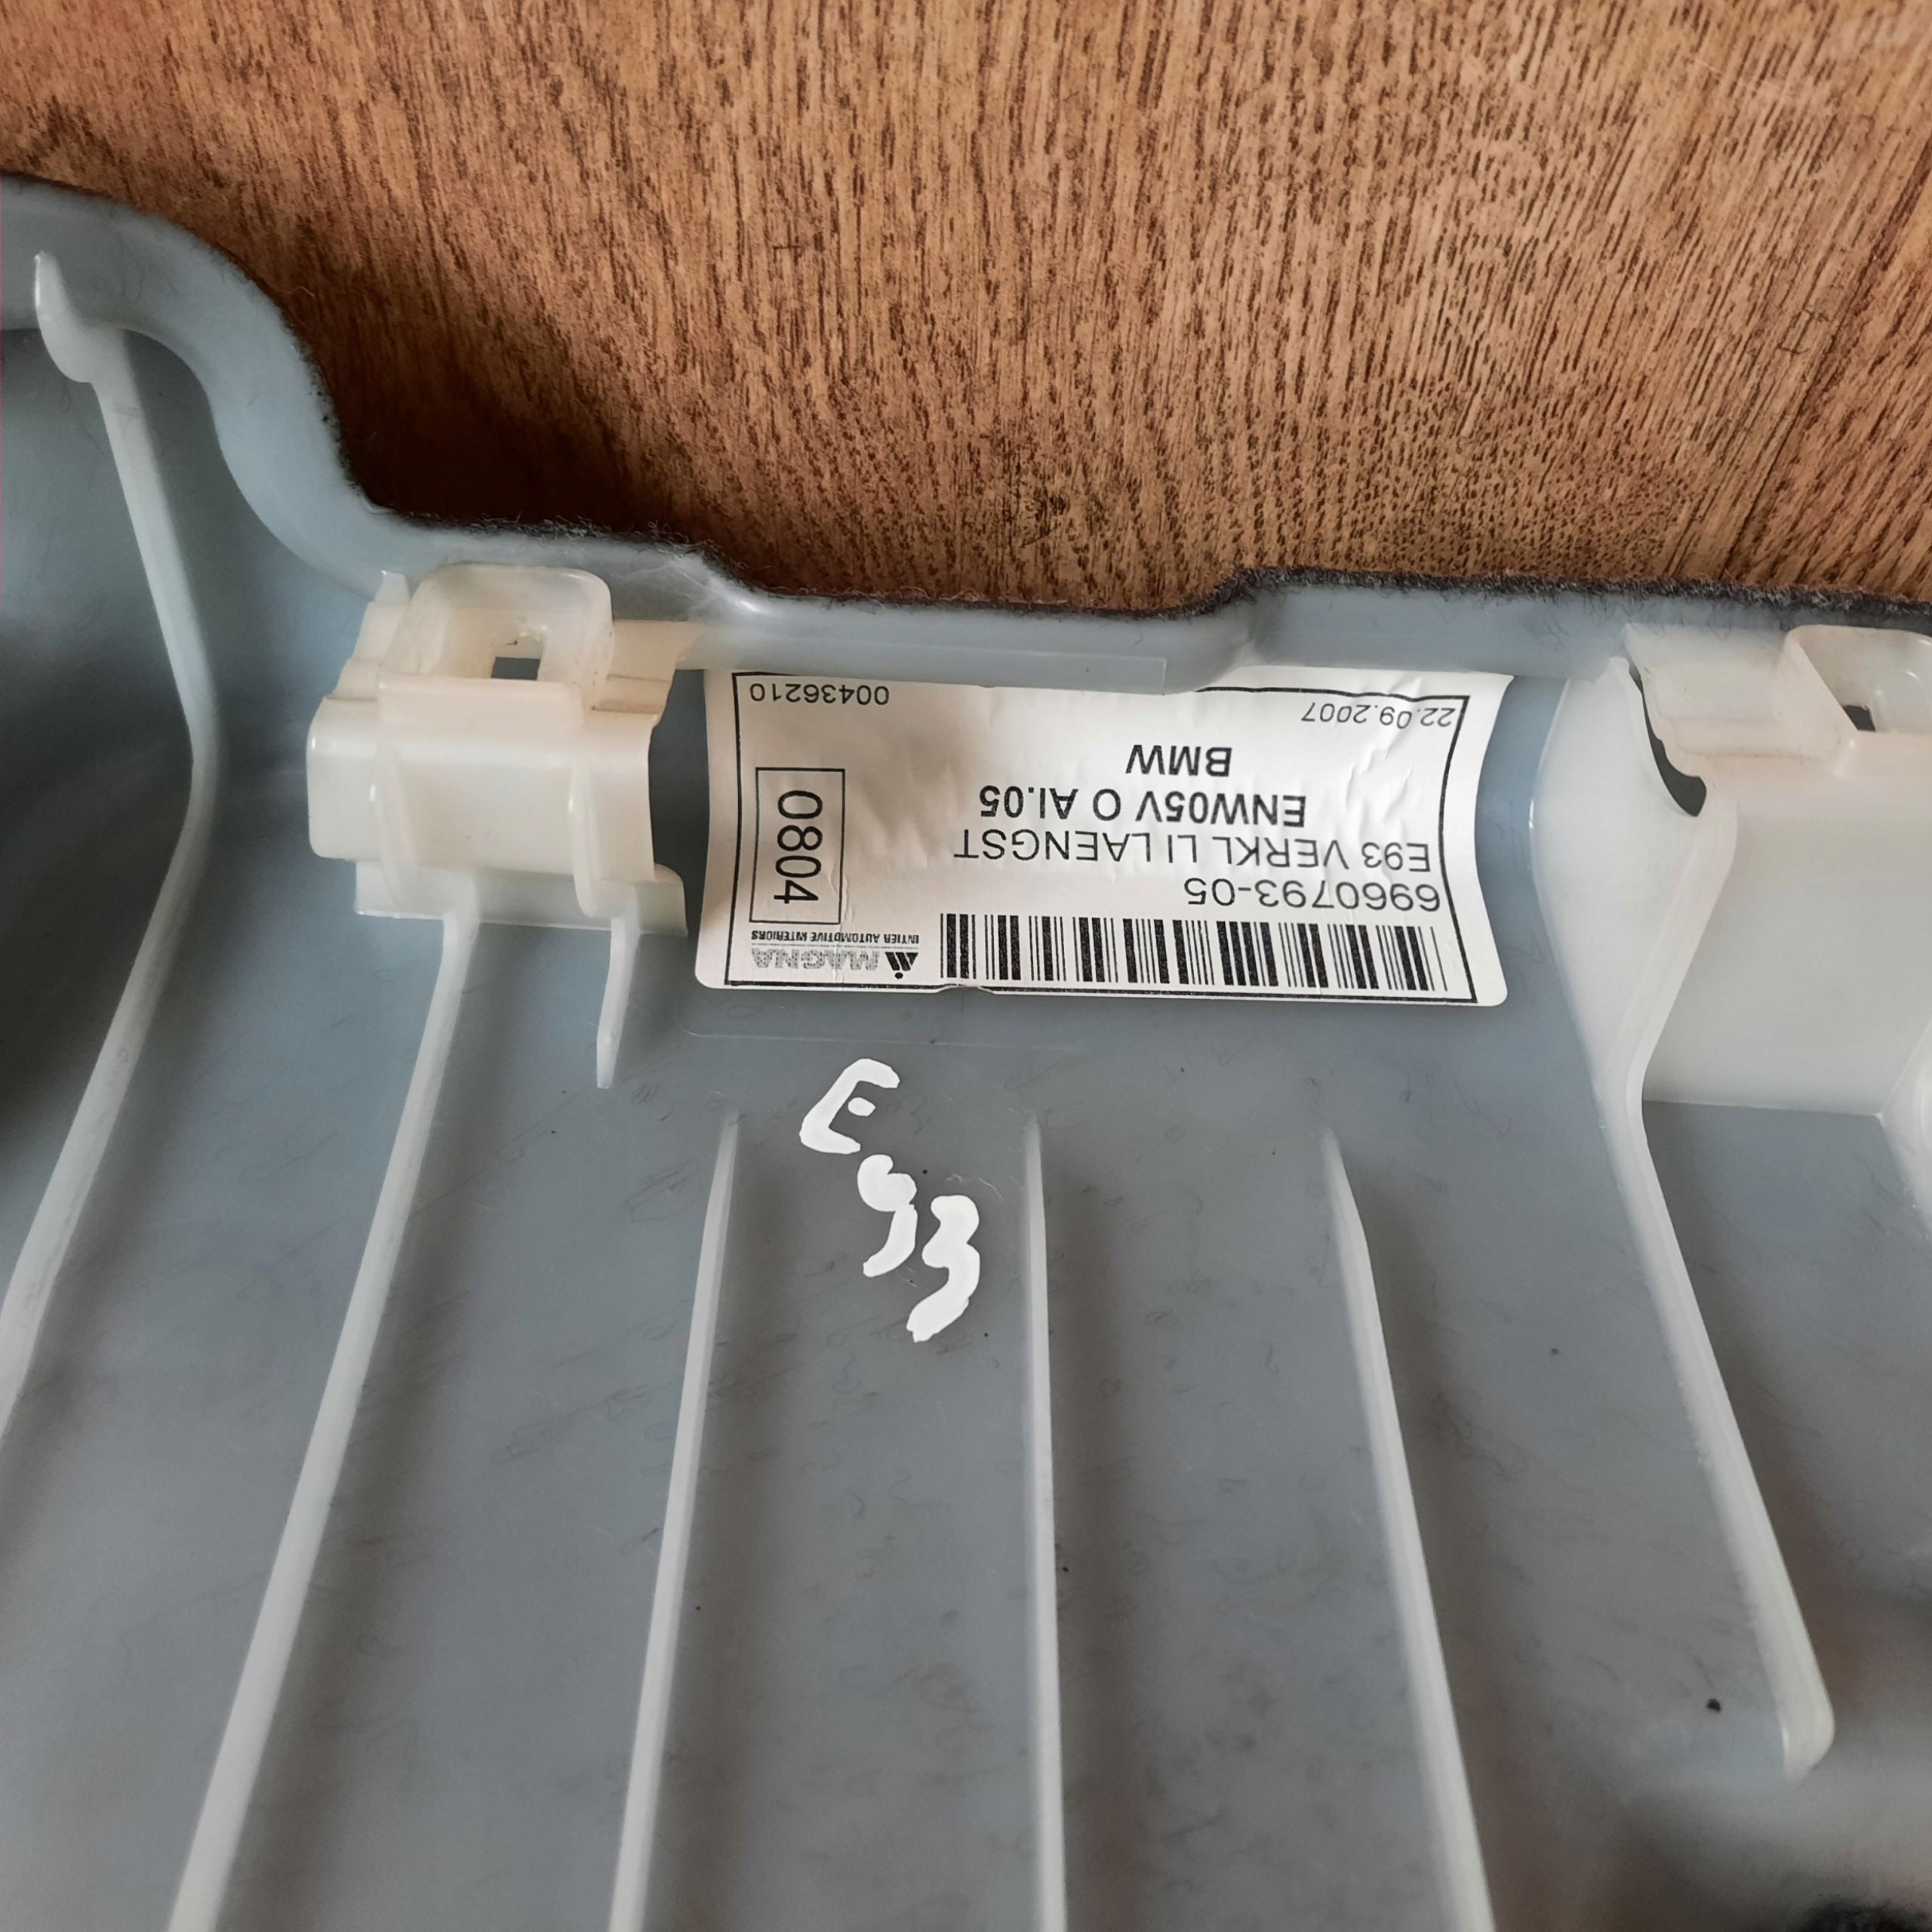 MAGNA
INTIER AUTOMOTIVE INTERIORS
6960793-05
E93 VERKL LI LAENGST
ENW05V O AI.05
BMW
0804
22.09.2007
00436210
E93